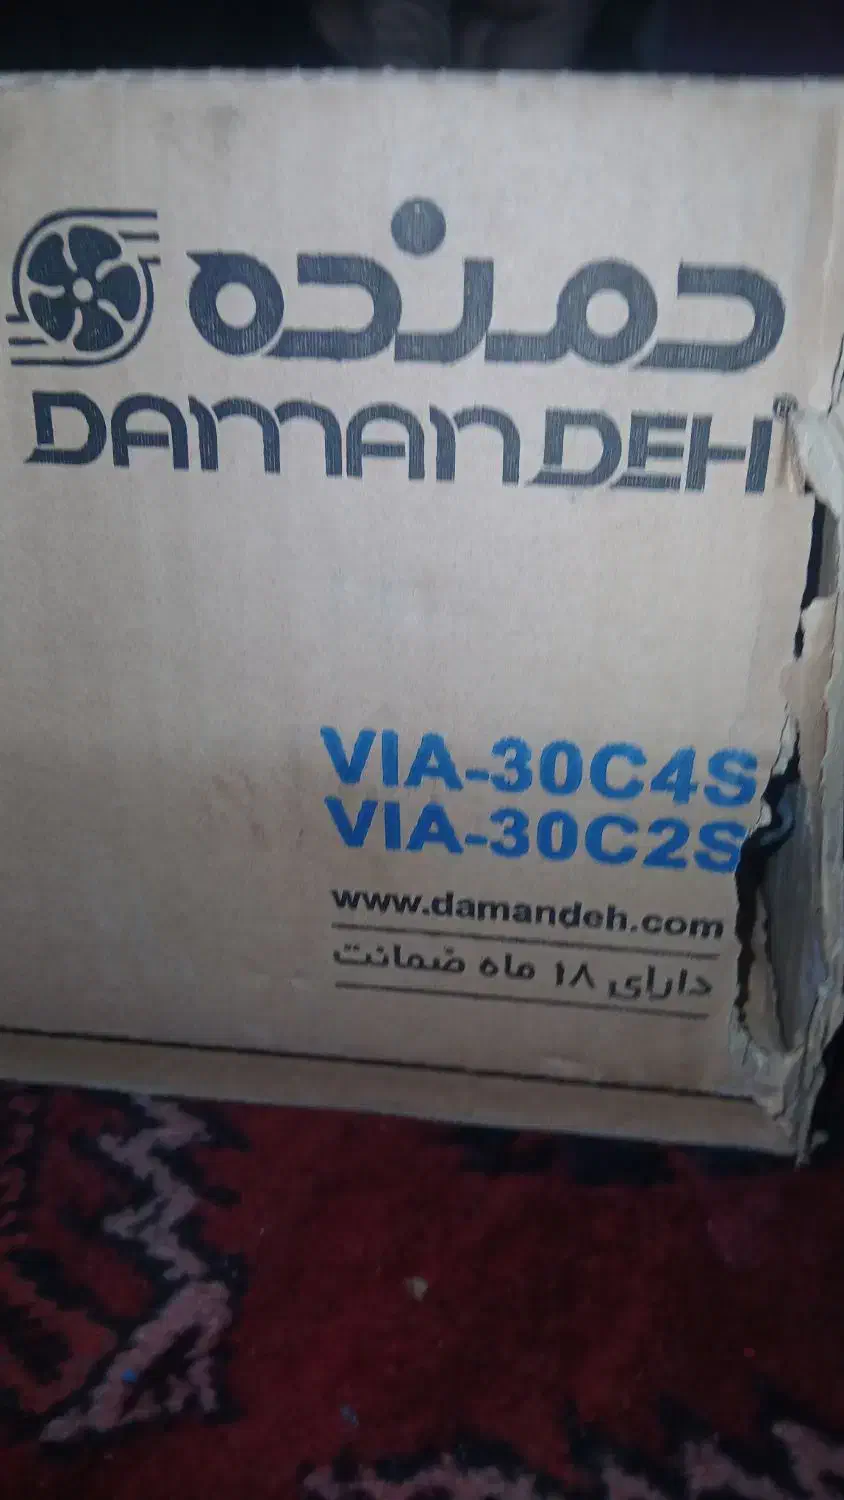 دمنده
DAMANDEH®
VIA-30C4S
VIA-30C2S
www.damandeh.com
دارای ۱۸ ماه ضمانت